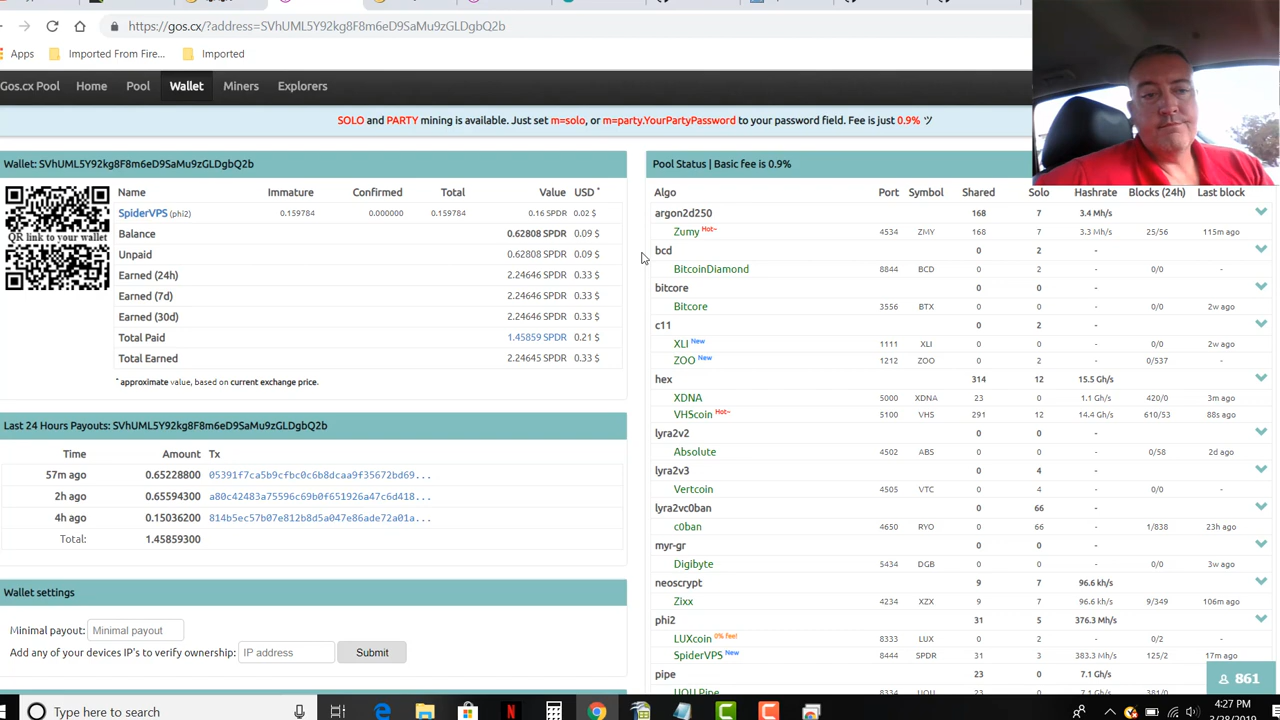 https://gos.cx/?address=SVhUML5Y92kg8F8m6eD9SaMu9zGLDgbQ2b
Apps Imported From Fire... Imported
Gos.cx Pool Home Pool Wallet Miners Explorers
SOLO and PARTY mining is available. Just set m=solo, or m=party.YourPartyPassword to your password field. Fee is just 0.9% ツ
Wallet: SVhUML5Y92kg8F8m6eD9SaMu9zGLDgbQ2b
QR link to your wallet
Name Immature Confirmed Total Value USD *
SpiderVPS (phi2) 0.159784 0.000000 0.159784 0.16 SPDR 0.02 $
Balance 0.62808 SPDR 0.09 $
Unpaid 0.62808 SPDR 0.09 $
Earned (24h) 2.24646 SPDR 0.33 $
Earned (7d) 2.24646 SPDR 0.33 $
Earned (30d) 2.24646 SPDR 0.33 $
Total Paid 1.45859 SPDR 0.21 $
Total Earned 2.24645 SPDR 0.33 $
* approximate value, based on current exchange price.
Last 24 Hours Payouts: SVhUML5Y92kg8F8m6eD9SaMu9zGLDgbQ2b
Time Amount Tx
57m ago 0.65228800 05391f7ca5b9cfbc0c6b8dcaa9f35672bd69...
2h ago 0.65594300 a80c42483a75596c69b0f651926a47c6d418...
4h ago 0.15036200 814b5ec57b07e812b8d5a047e86ade72a01a...
Total: 1.45859300
Wallet settings
Minimal payout: Minimal payout
Add any of your devices IP's to verify ownership: IP address Submit
Pool Status | Basic fee is 0.9%
Algo Port Symbol Shared Solo Hashrate Blocks (24h) Last block
argon2d250 168 7 3.4 Mh/s
Zumy Hot~ 4534 ZMY 168 7 3.3 Mh/s 25/56 115m ago
bcd 0 2 -
BitcoinDiamond 8844 BCD 0 2 - 0/0 -
bitcore 0 0 -
Bitcore 3556 BTX 0 0 - 0/0 2w ago
c11 0 2 -
XLI New 1111 XLI 0 0 - 0/0 2w ago
ZOO New 1212 ZOO 0 2 - 0/537
hex 314 12 15.5 Gh/s
XDNA 5000 XDNA 23 0 1.1 Gh/s 420/0 3m ago
VHScoin Hot~ 5100 VHS 291 12 14.4 Gh/s 610/53 88s ago
lyra2v2 0 0 -
Absolute 4502 ABS 0 0 - 0/58 2d ago
lyra2v3 0 4 -
Vertcoin 4505 VTC 0 4 - 0/0 -
lyra2vc0ban 0 66 -
c0ban 4650 RYO 0 66 - 1/838 23h ago
myr-gr 0 0 -
Digibyte 5434 DGB 0 0 - 0/0 3w ago
neoscrypt 9 7 96.6 kh/s
Zixx 4234 XZX 9 7 96.6 kh/s 9/349 106m ago
phi2 31 5 376.3 Mh/s
LUXcoin 0% fee! 8333 LUX 0 2 - 0/2 -
SpiderVPS New 8444 SPDR 31 3 383.3 Mh/s 125/2 17m ago
pipe 23 0 7.1 Gh/s
861
Type here to search
4:27 PM